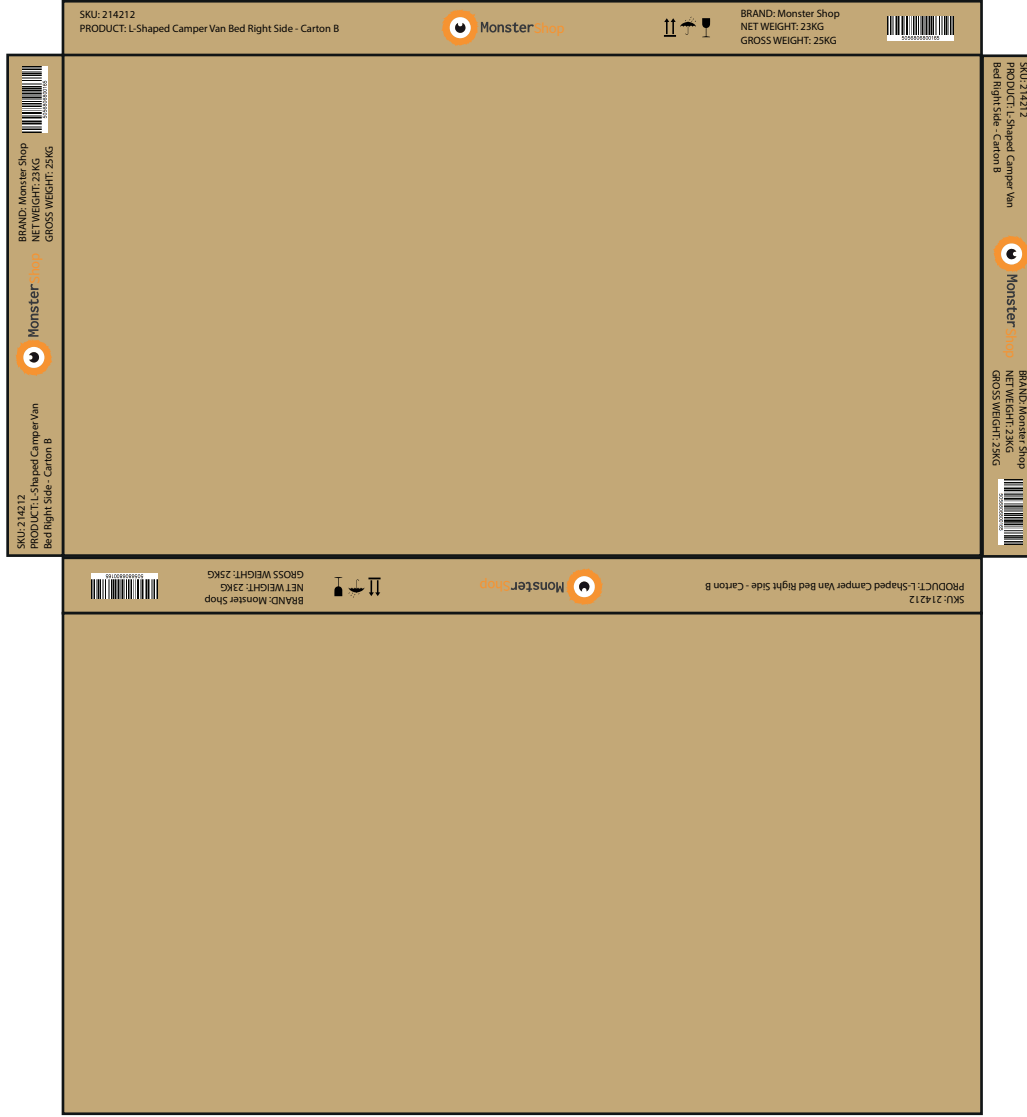 SKU: 214212
PRODUCT: L-Shaped Camper Van Bed Right Side - Carton B
Monster Shop
BRAND: Monster Shop
NET WEIGHT: 23KG
GROSS WEIGHT: 25KG
5056806800165
SKU: 214212
PRODUCT: L-Shaped Camper Van
Bed Right Side - Carton B
Monster Shop
BRAND: Monster Shop
NET WEIGHT: 23KG
GROSS WEIGHT: 25KG
5056806800165
SKU: 214212
PRODUCT: L-Shaped Camper Van
Bed Right Side - Carton B
Monster Shop
BRAND: Monster Shop
NET WEIGHT: 23KG
GROSS WEIGHT: 25KG
5056806800165
SKU: 214212
PRODUCT: L-Shaped Camper Van Bed Right Side - Carton B
Monster Shop
BRAND: Monster Shop
NET WEIGHT: 23KG
GROSS WEIGHT: 25KG
5056806800165